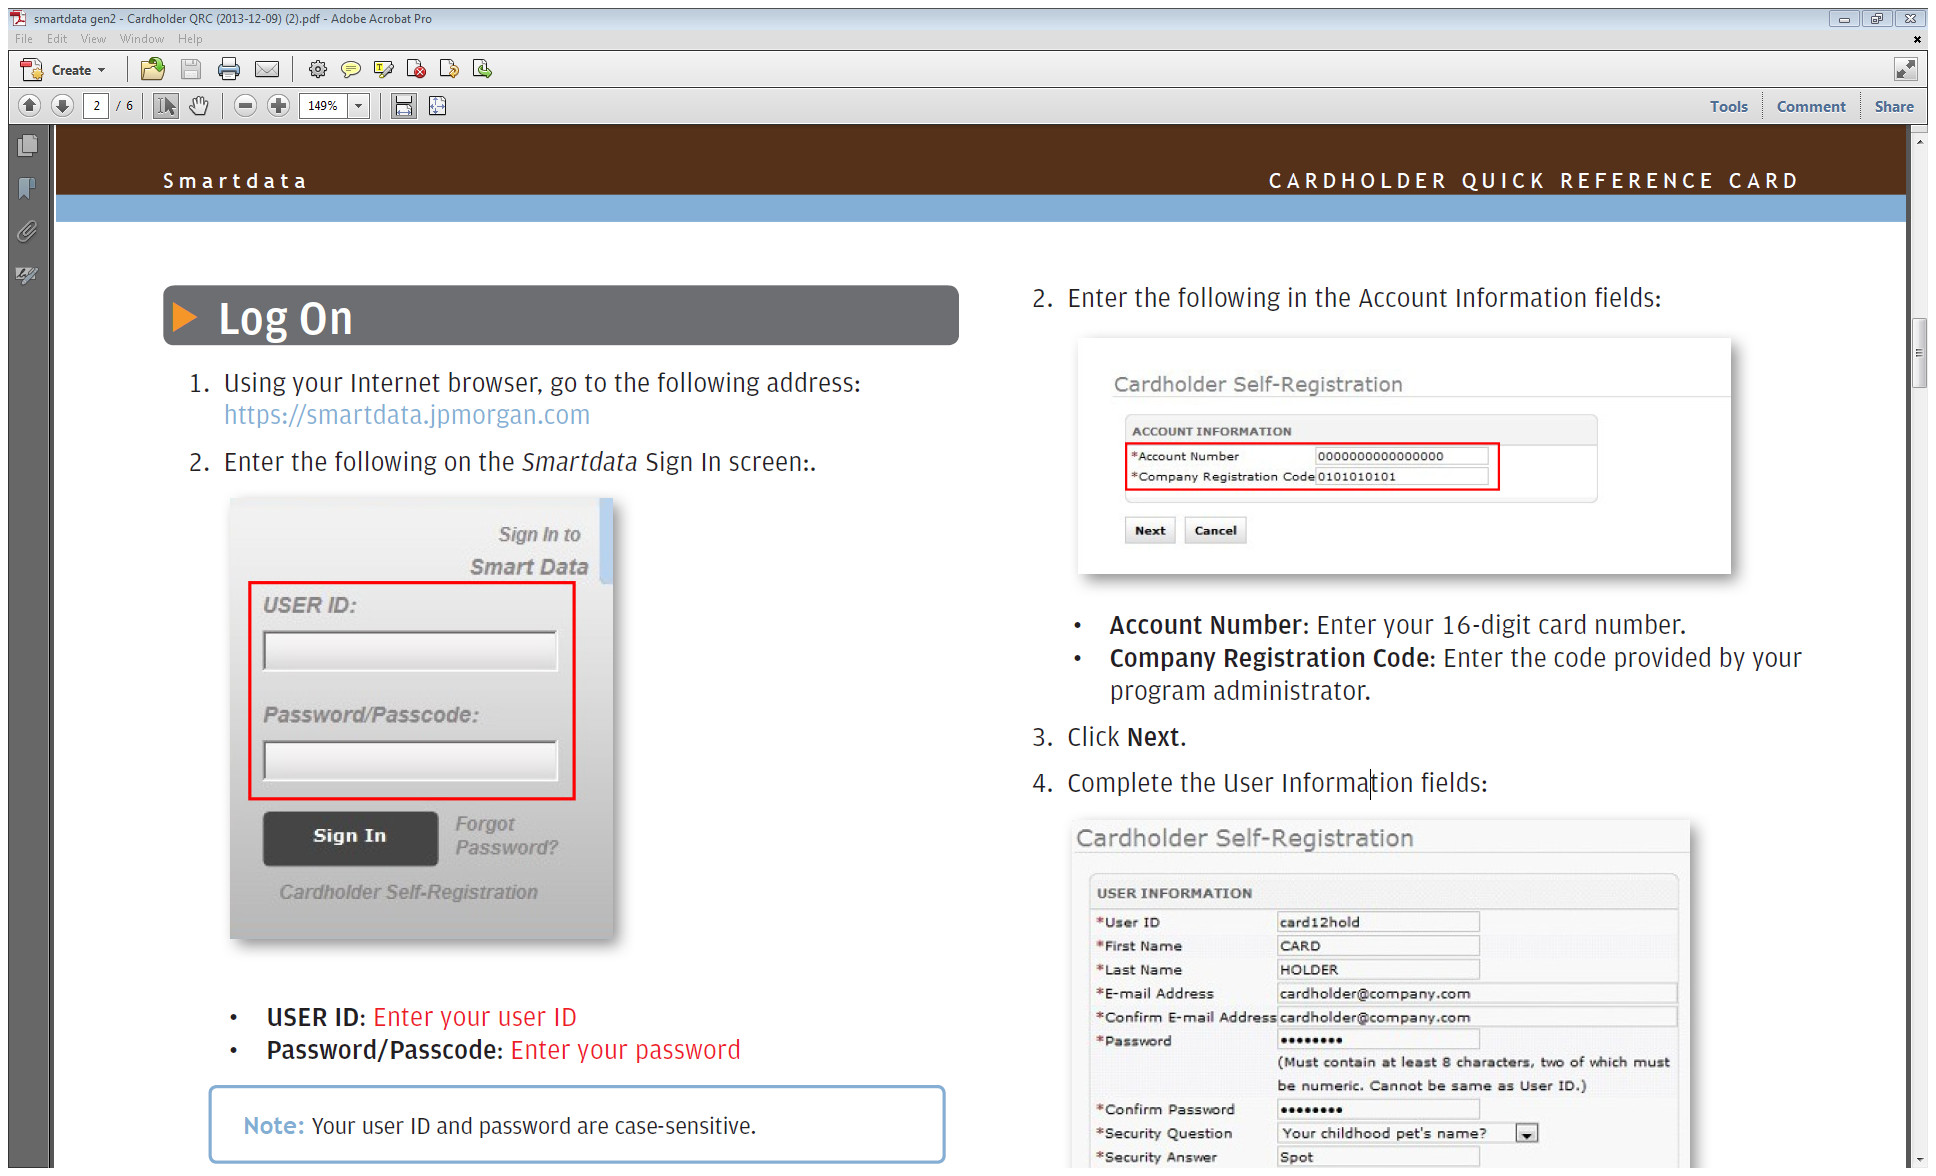 smartdata gen2 - Cardholder QRC (2013-12-09) (2).pdf - Adobe Acrobat Pro
File Edit View Window Help
Create
2 / 6 149% Tools Comment Share
Smartdata CARDHOLDER QUICK REFERENCE CARD
Log On
1. Using your Internet browser, go to the following address:
https://smartdata.jpmorgan.com
2. Enter the following on the Smartdata Sign In screen:.
Sign In to
Smart Data
USER ID:
Password/Passcode:
Sign In
Forgot
Password?
Cardholder Self-Registration
• USER ID: Enter your user ID
• Password/Passcode: Enter your password
Note: Your user ID and password are case-sensitive.
2. Enter the following in the Account Information fields:
Cardholder Self-Registration
ACCOUNT INFORMATION
*Account Number 0000000000000000
*Company Registration Code 0101010101
Next Cancel
• Account Number: Enter your 16-digit card number.
• Company Registration Code: Enter the code provided by your
program administrator.
3. Click Next.
4. Complete the User Information fields:
Cardholder Self-Registration
USER INFORMATION
*User ID card12hold
*First Name CARD
*Last Name HOLDER
*E-mail Address cardholder@company.com
*Confirm E-mail Address cardholder@company.com
*Password ••••••••
(Must contain at least 8 characters, two of which must
be numeric. Cannot be same as User ID.)
*Confirm Password ••••••••
*Security Question Your childhood pet's name?
*Security Answer Spot